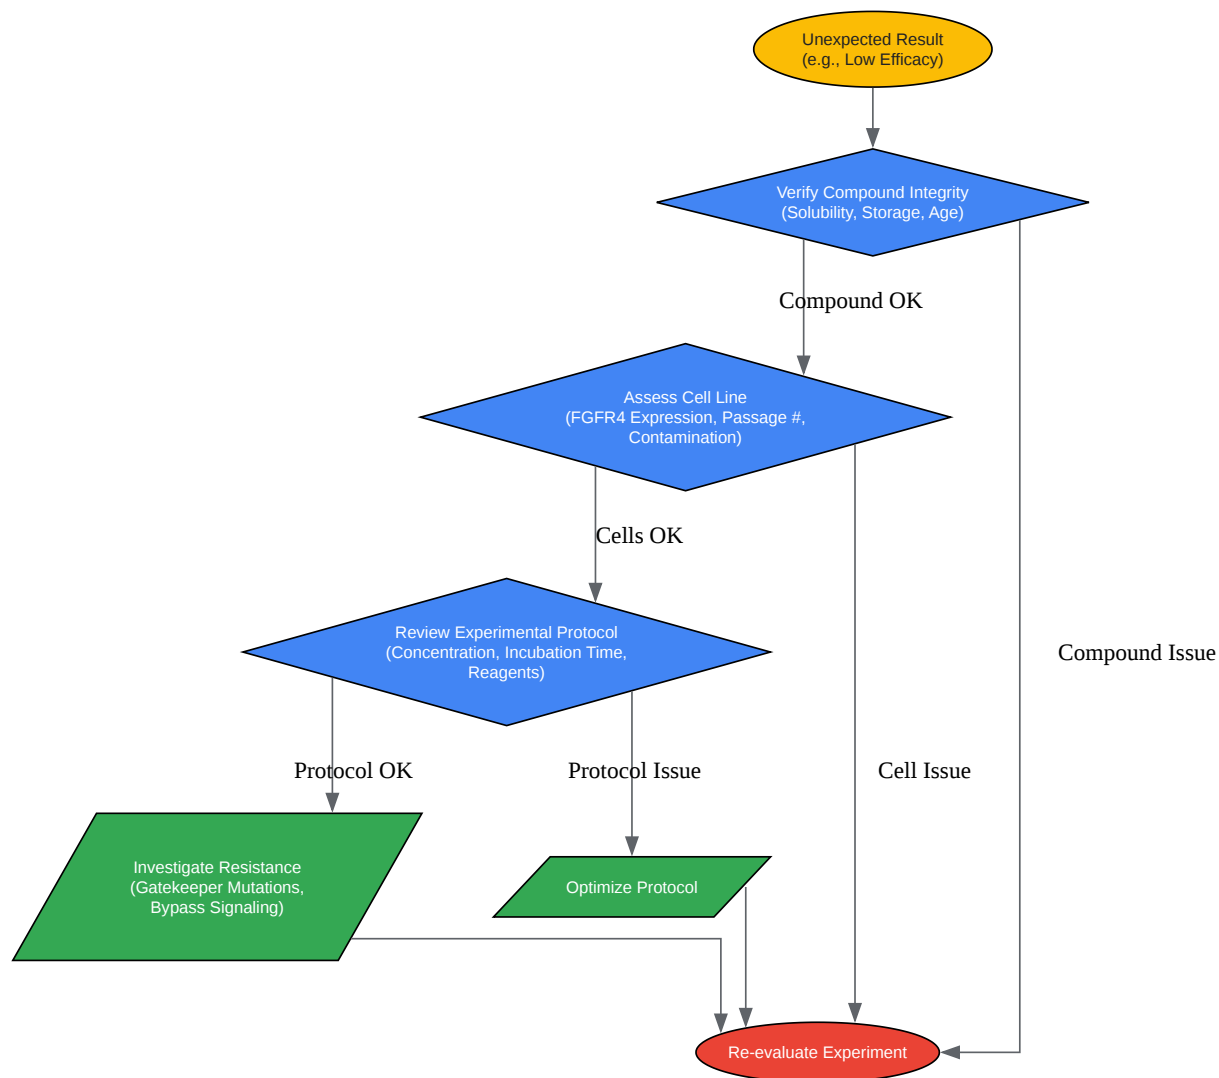 Unexpected Result
(e.g., Low Efficacy)
Verify Compound Integrity
(Solubility, Storage, Age)
Compound OK
Assess Cell Line
(FGFR4 Expression, Passage #,
Contamination)
Cells OK
Review Experimental Protocol
(Concentration, Incubation Time,
Reagents)
Compound Issue
Protocol OK
Protocol Issue
Cell Issue
Investigate Resistance
(Gatekeeper Mutations,
Bypass Signaling)
Optimize Protocol
Re-evaluate Experiment